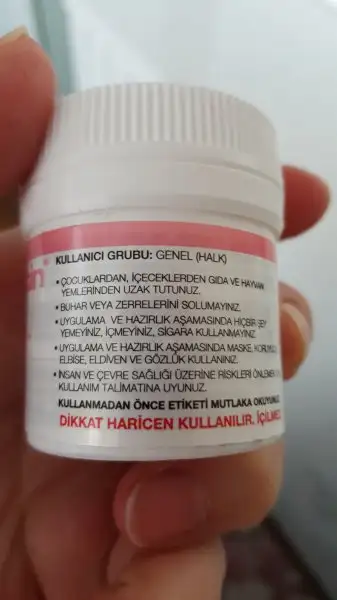 KULLANICI GRUBU: GENEL (HALK)
• ÇOCUKLARDAN, İÇECEKLERDEN GIDA VE HAYVAN
YEMLERİNDEN UZAK TUTUNUZ.
• BUHAR VEYA ZERRELERİNİ SOLUMAYINIZ.
• UYGULAMA VE HAZIRLIK AŞAMASINDA HİÇBİR ŞEY
YEMEYİNİZ, İÇMEYİNİZ, SİGARA KULLANMAYINIZ.
• UYGULAMA VE HAZIRLIK AŞAMASINDA MASKE,
ELBİSE, ELDİVEN VE GÖZLÜK KULLANINIZ.
• İNSAN VE ÇEVRE SAĞLIĞI ÜZERİNE RİSKLERİ
KULLANIM TALİMATINA UYUNUZ.
KULLANMADAN ÖNCE ETİKETİ MUTLAKA OKUYUNUZ
DİKKAT HARİCEN KULLANILIR. İÇİLMEZ